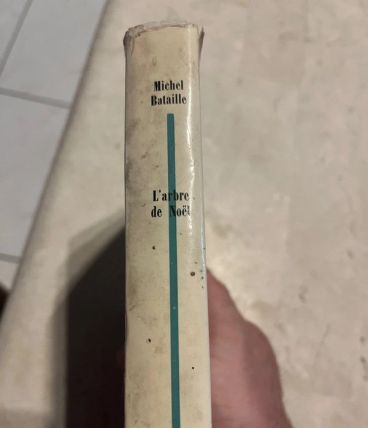 Michel
Bataille
L'arbre
de Noël